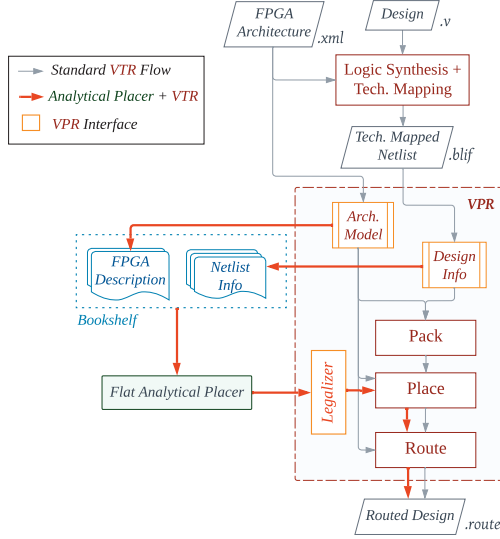 FPGA
Architecture
.xml
Design
.v
Standard VTR Flow
Analytical Placer + VTR
VPR Interface
Logic Synthesis +
Tech. Mapping
Tech. Mapped
Netlist
.blif
VPR
Arch.
Model
Design
Info
FPGA
Description
Netlist
Info
Bookshelf
Pack
Flat Analytical Placer
Legalizer
Place
Route
Routed Design
.route